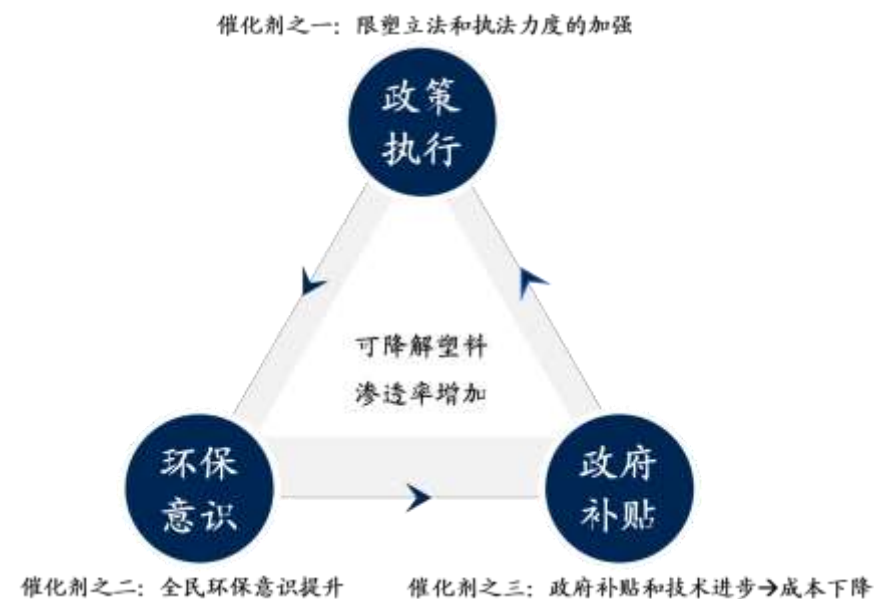 催化剂之一：限塑立法和执法力度的加强
政策
执行
可降解塑料
渗透率增加
环保
意识
政府
补贴
催化剂之二：全民环保意识提升
催化剂之三：政府补贴和技术进步→成本下降